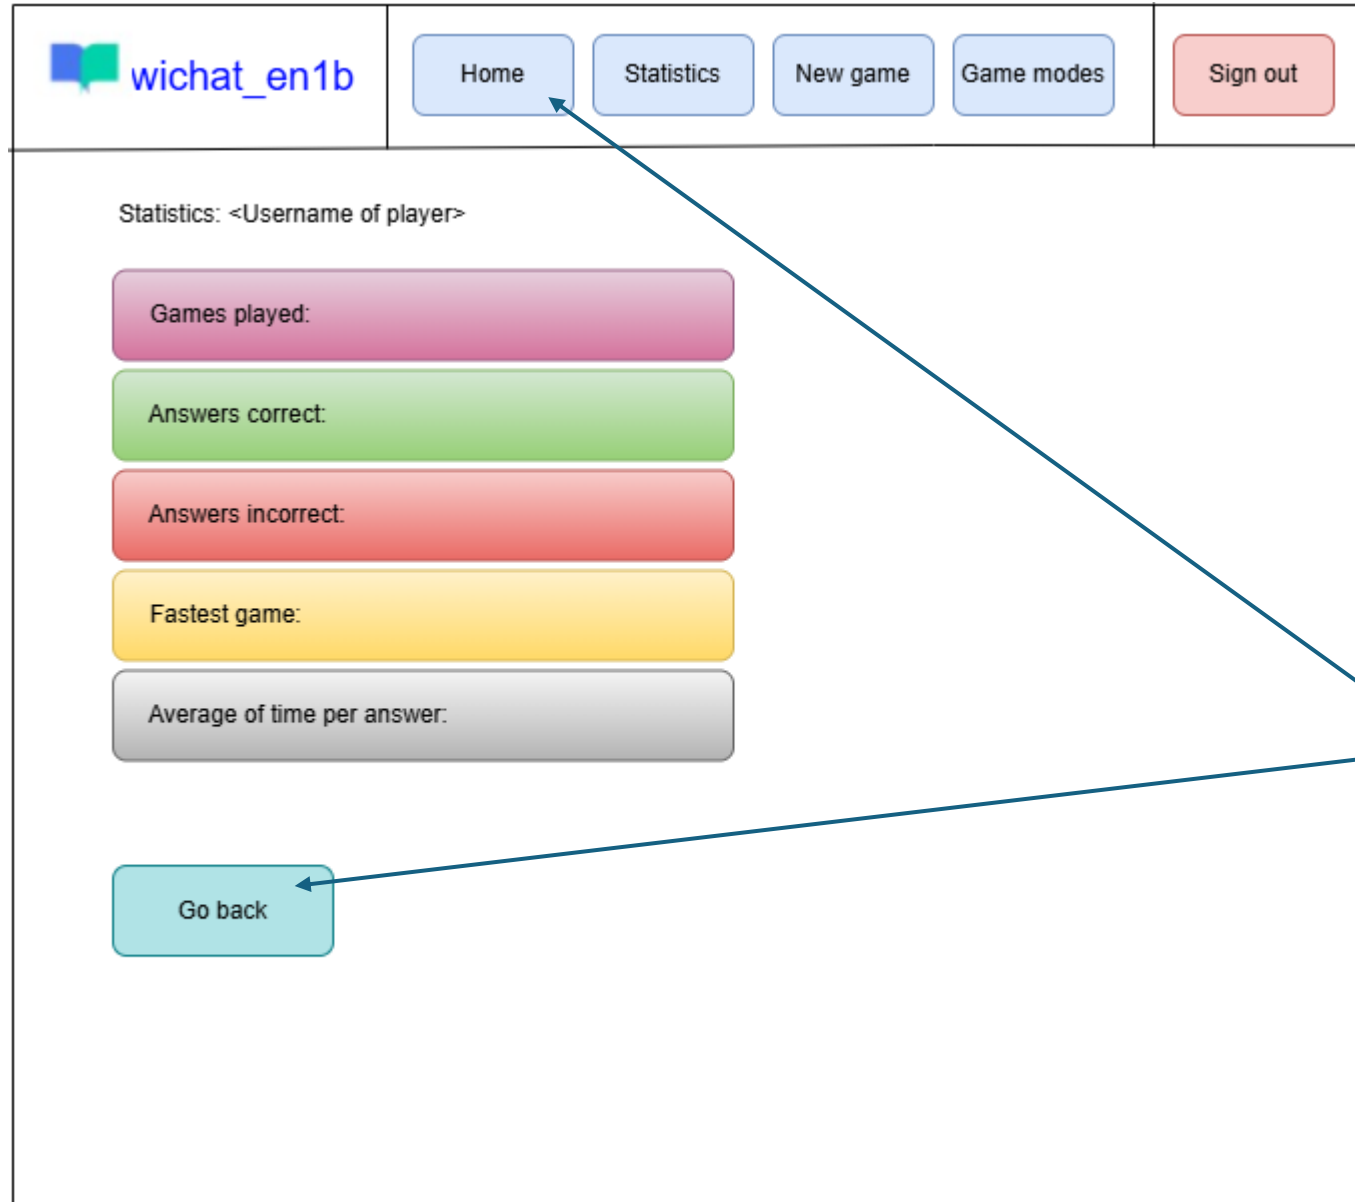 wichat_en1b
Home
Statistics
New game
Game modes
Sign out
Statistics: <Username of player>
Games played:
Answers correct:
Answers incorrect:
Fastest game:
Average of time per answer:
Go back